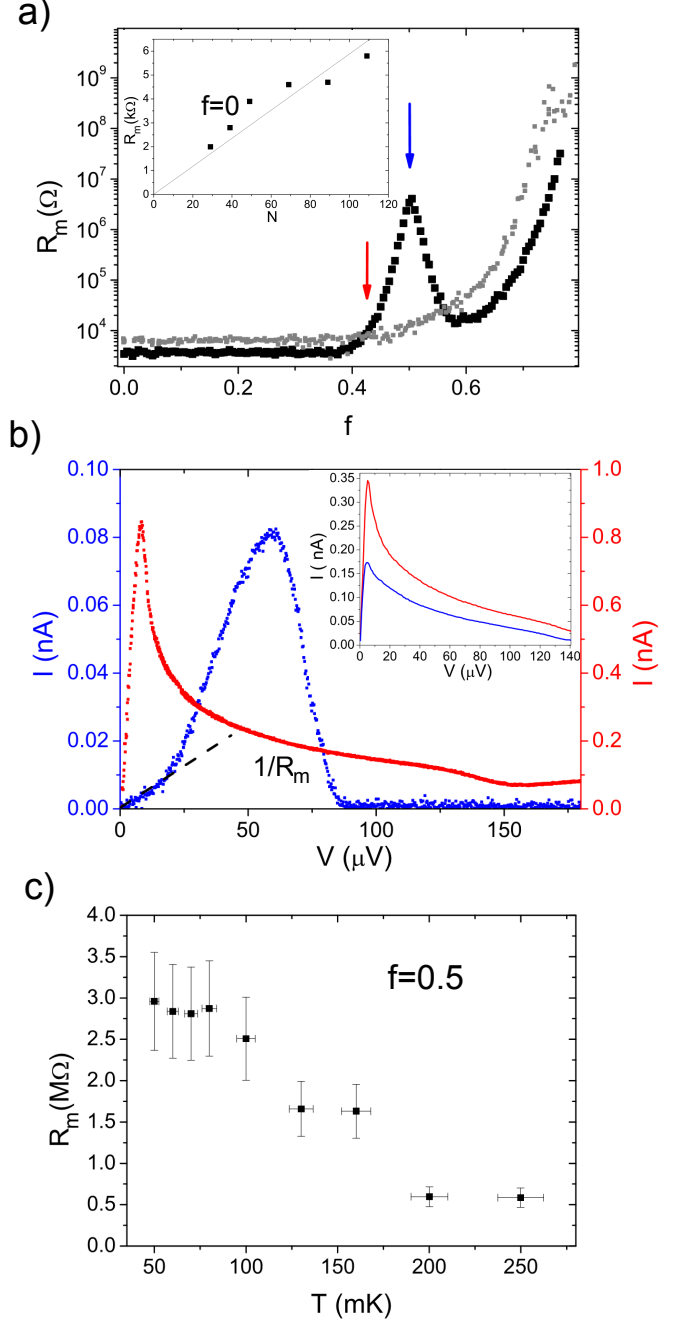 a)
10⁹
10⁸
10⁷
10⁶
10⁵
10⁴
R_m(Ω)
0.0 0.2 0.4 0.6
f
6
5
4
3
2
1
0
R_m(kΩ)
f=0
0 20 40 60 80 100 120
N
b)
0.10
0.08
0.06
0.04
0.02
0.00
I (nA)
1.0
0.8
0.6
0.4
0.2
0.0
I (nA)
0 50 100 150
V (μV)
1/R_m
0.35
0.30
0.25
0.20
0.15
0.10
0.05
0.00
I ( nA)
0 20 40 60 80 100 120 140
V (μV)
c)
4.0
3.5
3.0
2.5
2.0
1.5
1.0
0.5
0.0
R_m(MΩ)
f=0.5
50 100 150 200 250
T (mK)